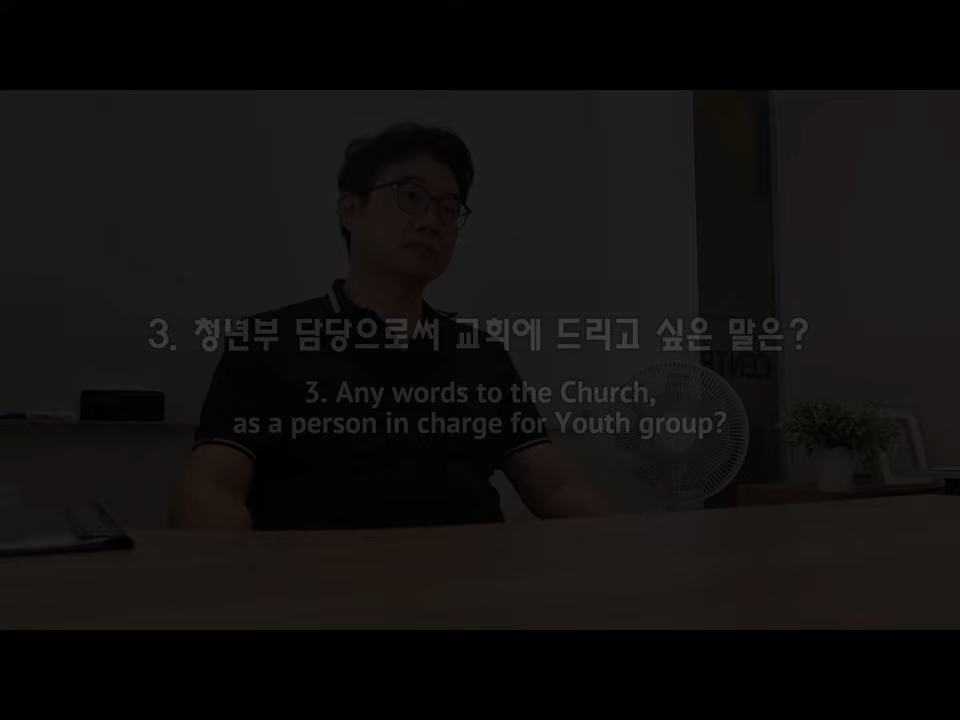 3. 청년부 담당으로써 교회에 드리고 싶은 말은?
3. Any words to the Church,
as a person in charge for Youth group?